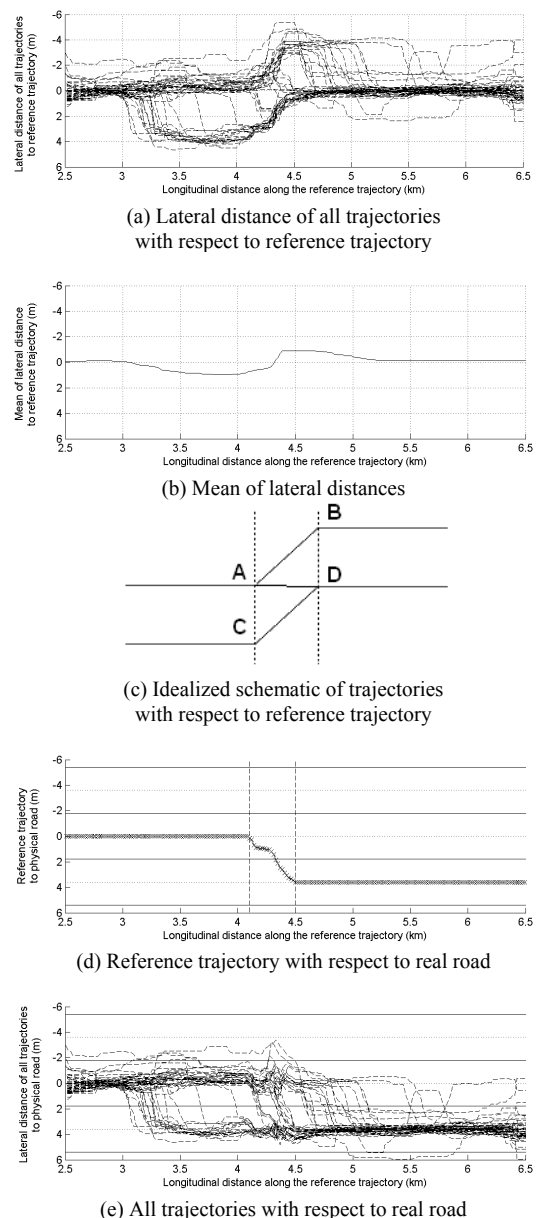 -6
-4
-2
0
2
4
6
Lateral distance of all trajectories
to reference trajectory (m)
2.5 3 3.5 4 4.5 5 5.5 6 6.5
Longitudinal distance along the reference trajectory (km)
(a) Lateral distance of all trajectories
with respect to reference trajectory
-6
-4
-2
0
2
4
6
Mean of lateral distance
to reference trajectory (m)
2.5 3 3.5 4 4.5 5 5.5 6 6.5
Longitudinal distance along the reference trajectory (km)
(b) Mean of lateral distances
B
A D
C
(c) Idealized schematic of trajectories
with respect to reference trajectory
-6
-4
-2
0
2
4
6
Reference trajectory
to physical road (m)
2.5 3 3.5 4 4.5 5 5.5 6 6.5
Longitudinal distance along the reference trajectory (km)
(d) Reference trajectory with respect to real road
-6
-4
-2
0
2
4
6
Lateral distance of all trajectories
to physical road (m)
2.5 3 3.5 4 4.5 5 5.5 6 6.5
Longitudinal distance along the reference trajectory (km)
(e) All trajectories with respect to real road